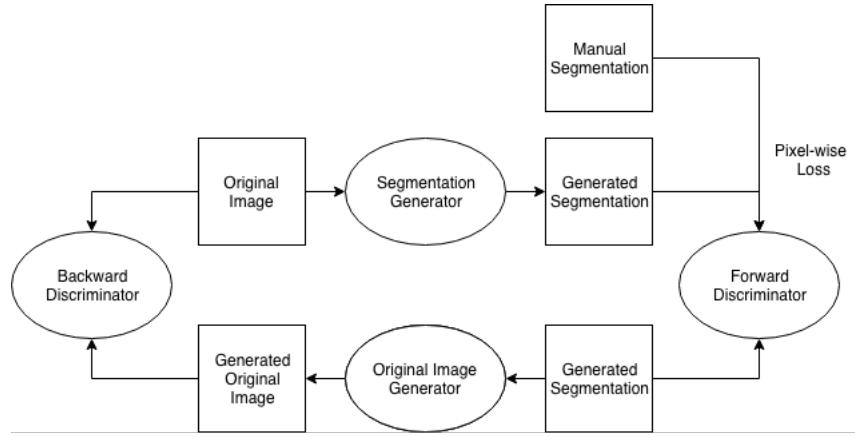 Manual
Segmentation
Pixel-wise
Loss
Original
Image
Segmentation
Generator
Generated
Segmentation
Backward
Discriminator
Forward
Discriminator
Generated
Original
Image
Original Image
Generator
Generated
Segmentation